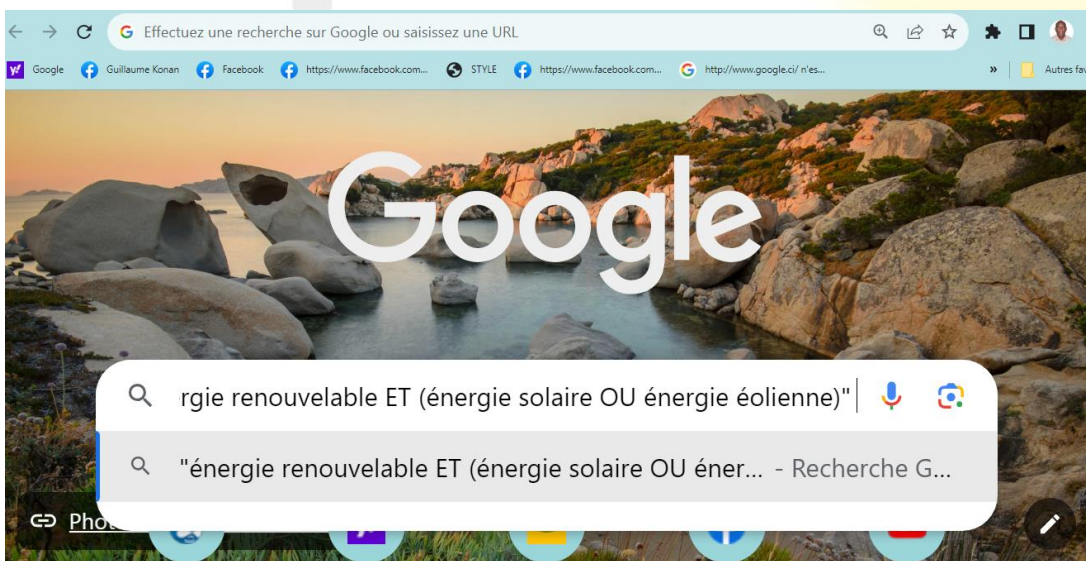 Effectuez une recherche sur Google ou saisissez une URL
Google Guillaume Konan Facebook https://www.facebook.com... STYLE https://www.facebook.com... http://www.google.ci/ n'es... » Autres fav
Google
rgie renouvelable ET (énergie solaire OU énergie éolienne)"
"énergie renouvelable ET (énergie solaire OU éner... - Recherche G...
Phot